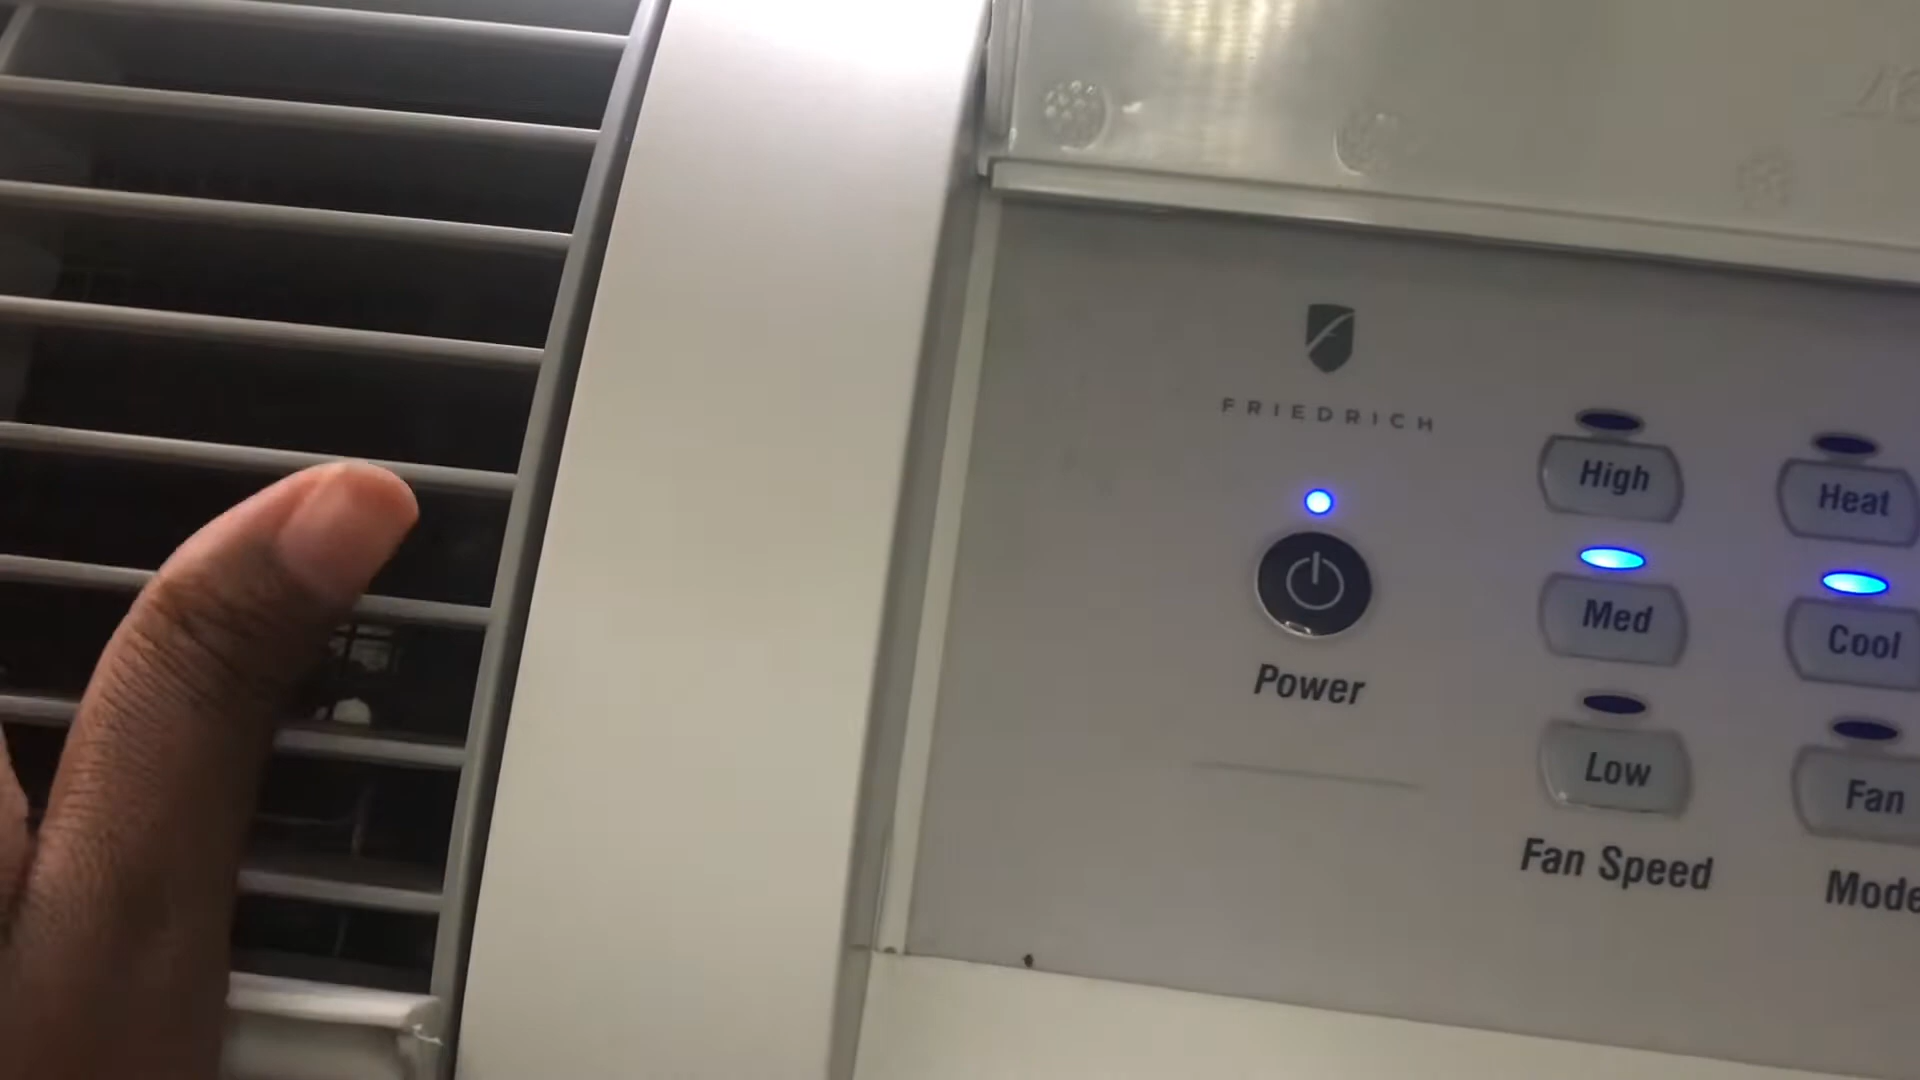 FRIEDRICH
Power
High
Med
Low
Fan Speed
Heat
Cool
Fan
Mode